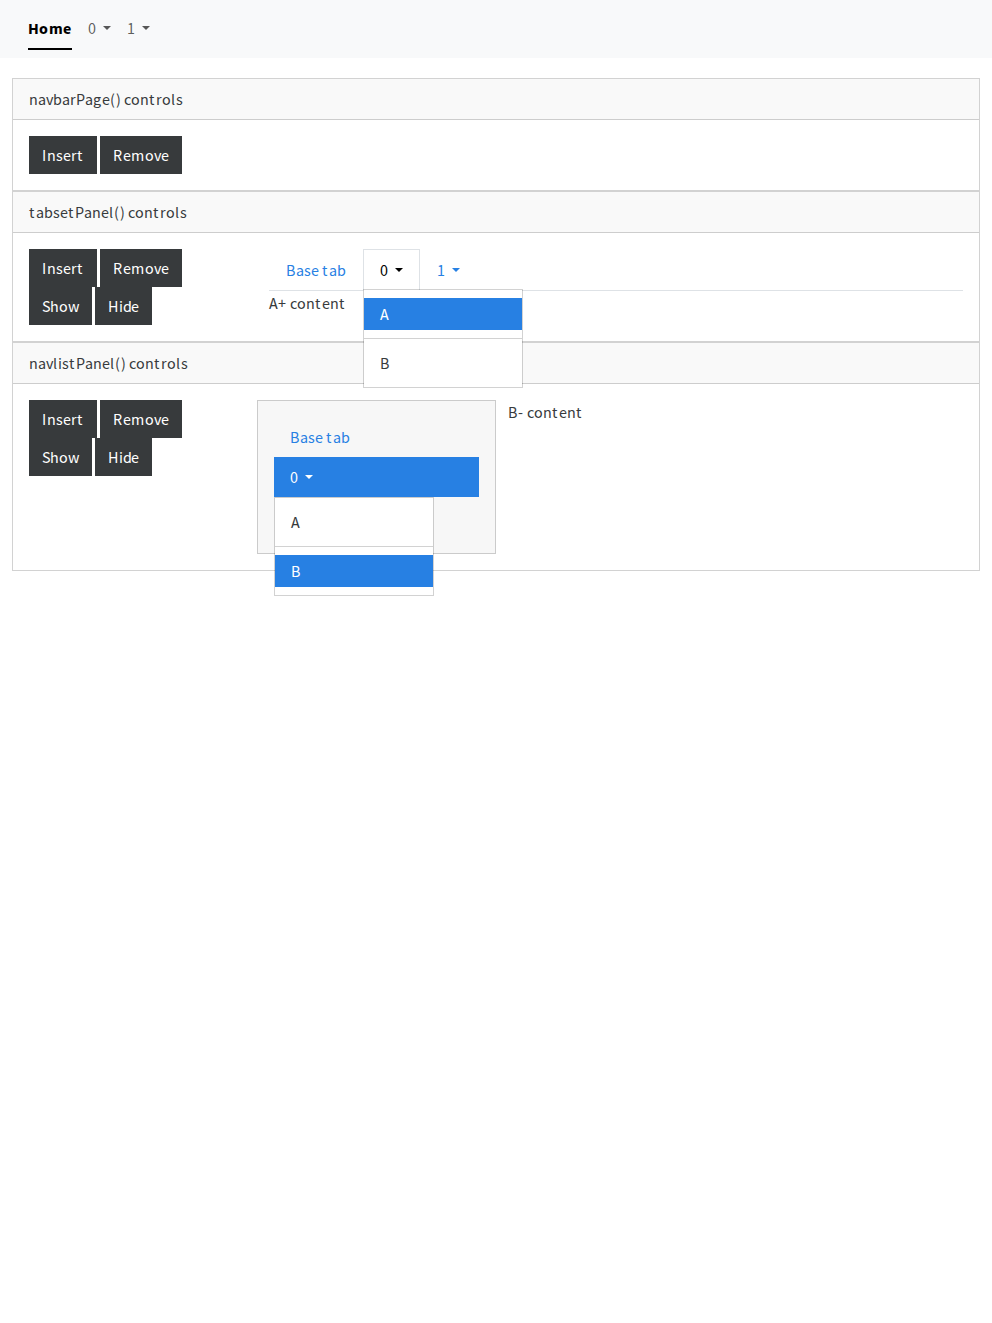 Home 0 1
navbarPage() controls
Insert Remove
tabsetPanel() controls
Insert Remove
Show Hide
Base tab 0 1
A+ content
A
B
navlistPanel() controls
Insert Remove
Show Hide
Base tab
0
A
B
B- content